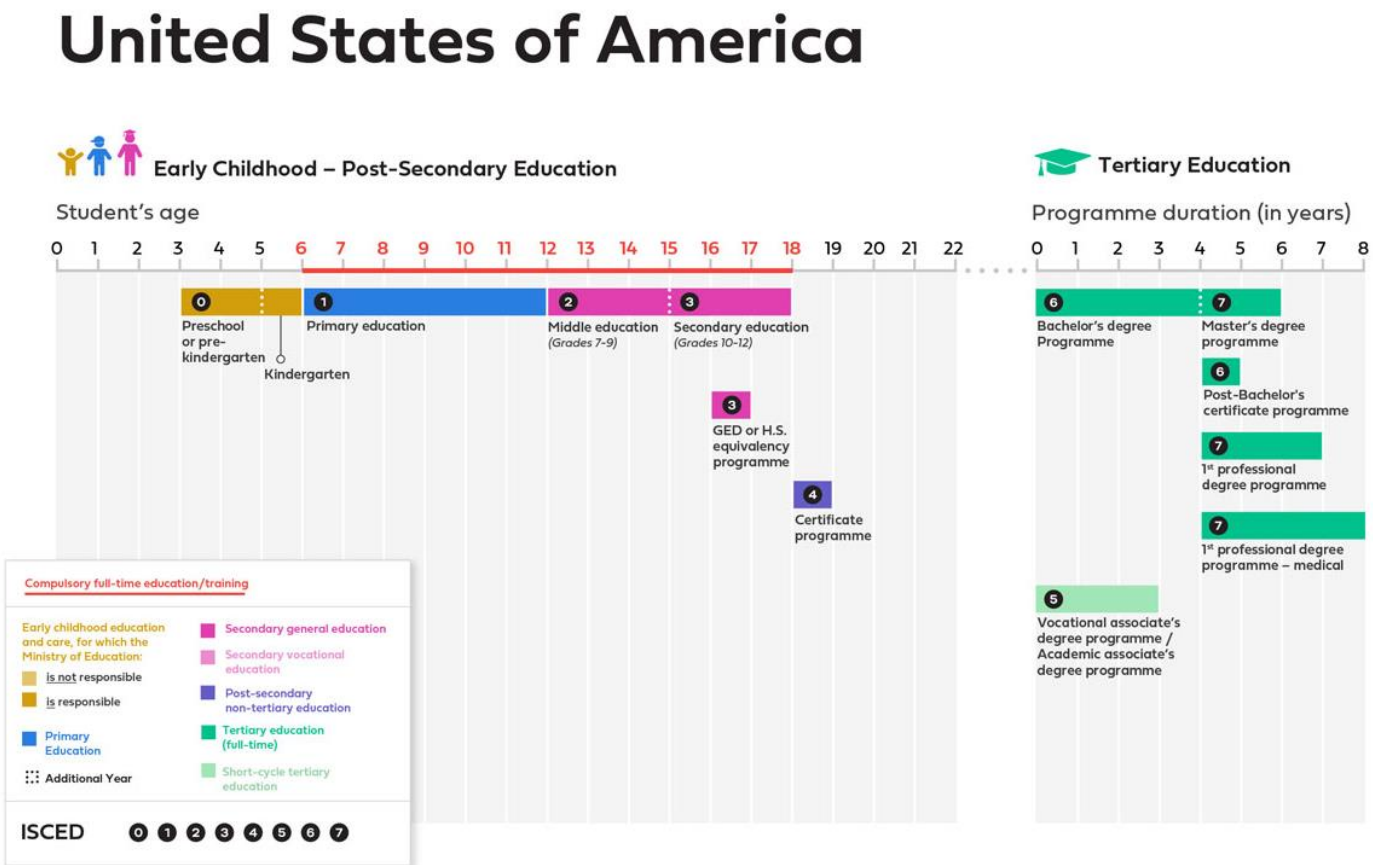 United States of America
Early Childhood – Post-Secondary Education
Student's age
0 1 2 3 4 5 6 7 8 9 10 11 12 13 14 15 16 17 18 19 20 21 22
0
Preschool
or pre-
kindergarten
Kindergarten
1
Primary education
2
Middle education
(Grades 7-9)
3
Secondary education
(Grades 10-12)
3
GED or H.S.
equivalency
programme
4
Certificate
programme
Tertiary Education
Programme duration (in years)
0 1 2 3 4 5 6 7 8
6
Bachelor's degree
Programme
7
Master's degree
programme
6
Post-Bachelor's
certificate programme
7
1st professional
degree programme
7
1st professional degree
programme – medical
5
Vocational associate's
degree programme /
Academic associate's
degree programme
Compulsory full-time education/training
Early childhood education
and care, for which the
Ministry of Education:
is not responsible
is responsible
Primary
Education
Additional Year
Secondary general education
Secondary vocational
education
Post-secondary
non-tertiary education
Tertiary education
(full-time)
Short-cycle tertiary
education
ISCED 0 1 2 3 4 5 6 7